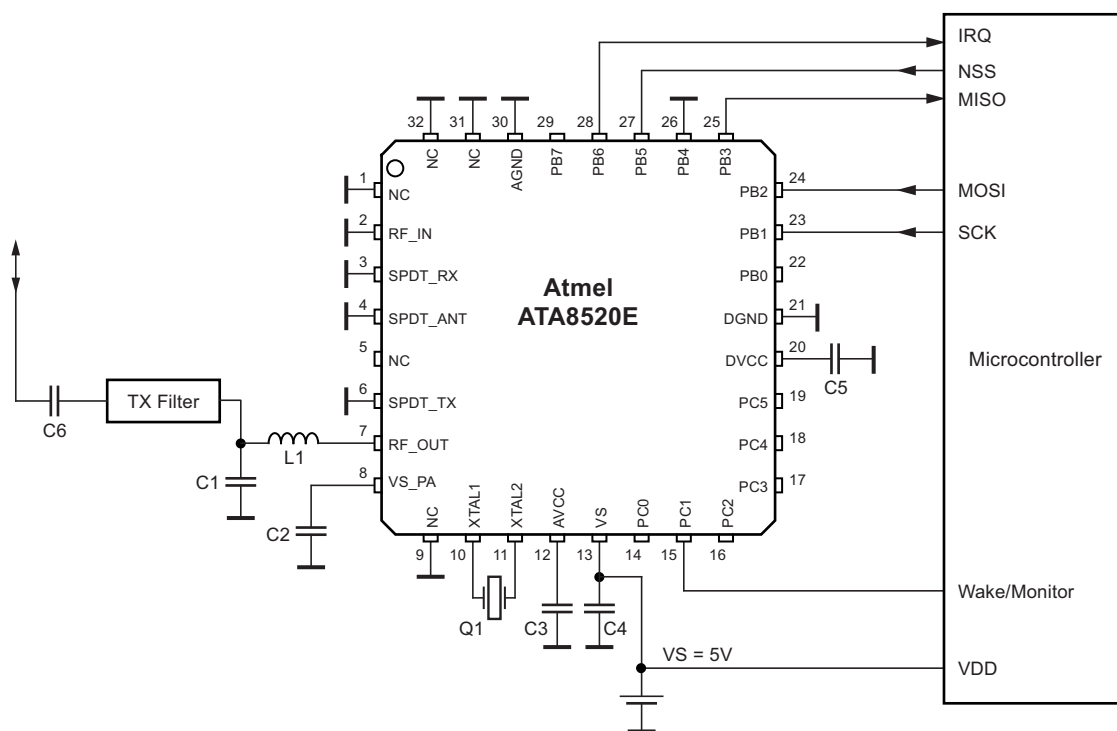 IRQ
NSS
MISO
32 31 30 29 28 27 26 25
NC NC AGND PB7 PB6 PB5 PB4 PB3
1 NC
2 RF_IN
3 SPDT_RX
4 SPDT_ANT
5 NC
6 SPDT_TX
7 RF_OUT
8 VS_PA
Atmel
ATA8520E
PB2 24 MOSI
PB1 23 SCK
PB0 22
DGND 21
DVCC 20
PC5 19
PC4 18
PC3 17
C5
Microcontroller
C6
TX Filter
L1
C1
C2
NC XTAL1 XTAL2 AVCC VS PC0 PC1 PC2
9 10 11 12 13 14 15 16
Q1
C3
C4
Wake/Monitor
VS = 5V
VDD